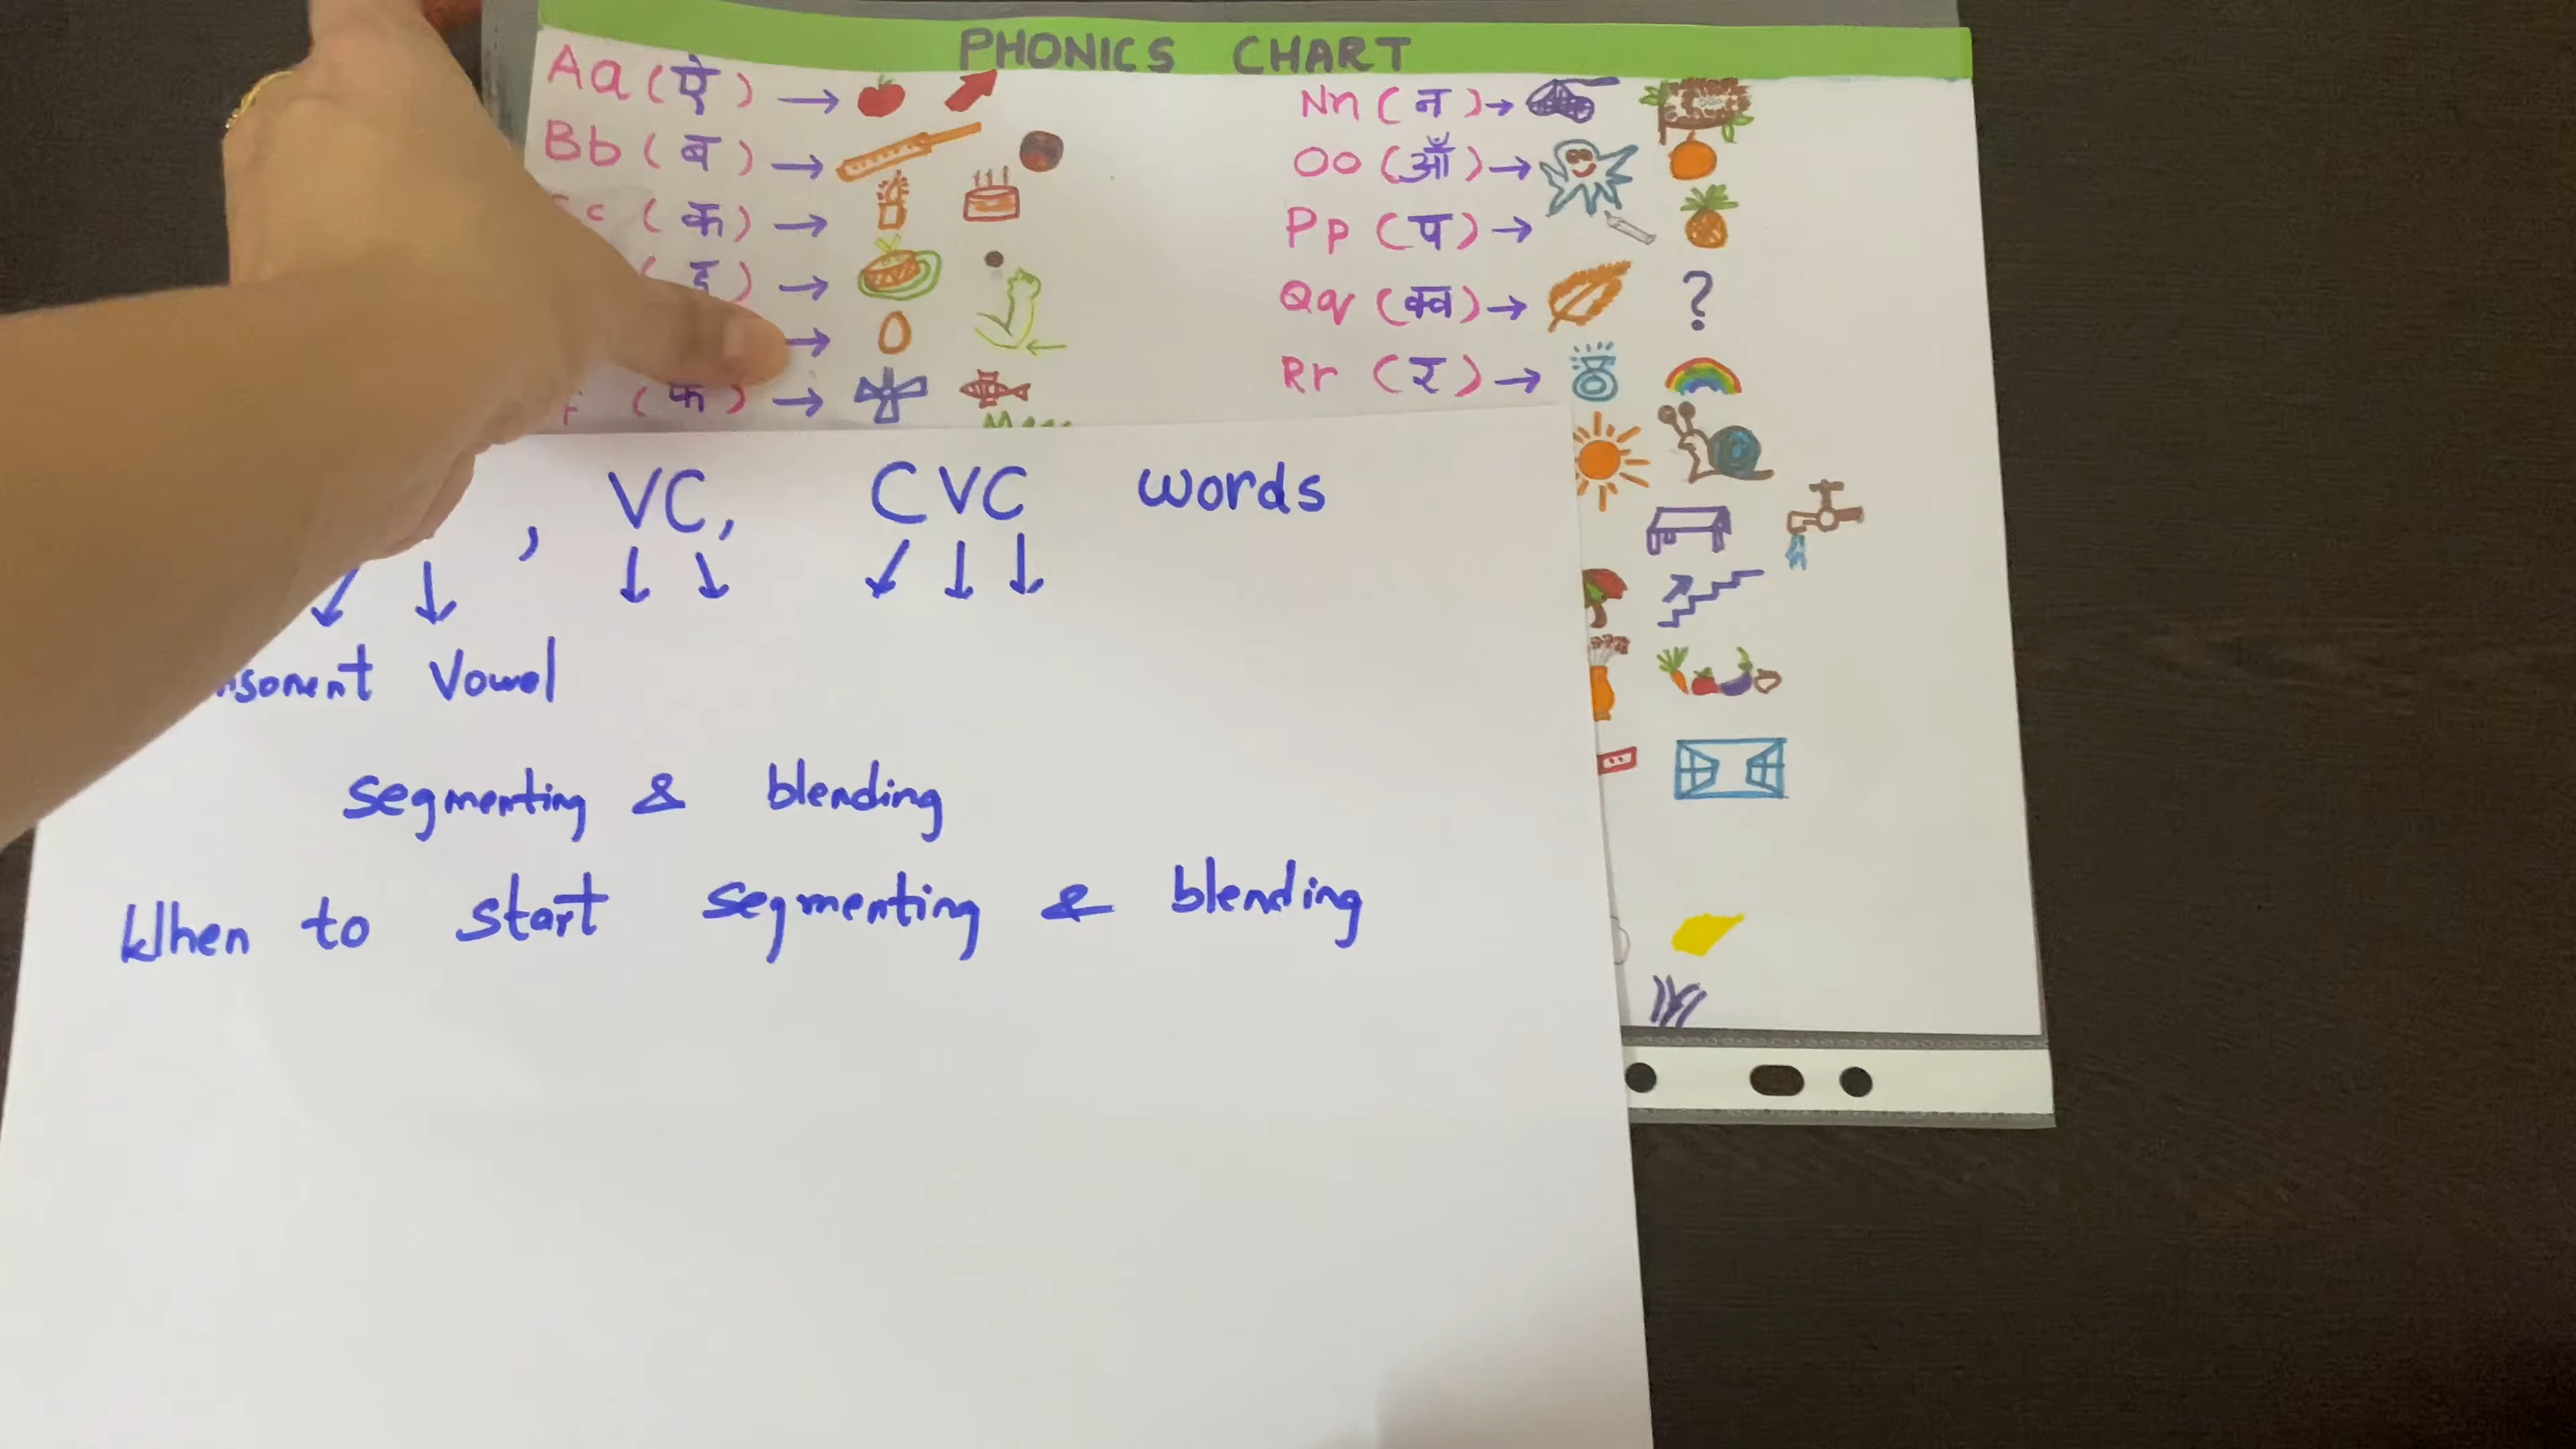 PHONICS CHART
Aa (ऐ) →
Bb (ब) →
c (क) →
→
→
(फ) →
Nn (न) →
Oo (ऑ) →
Pp (प) →
Qq (क्व) →
?
Rr (र) →
, VC, CVC words
Vowel
segmenting & blending
When to start segmenting & blending